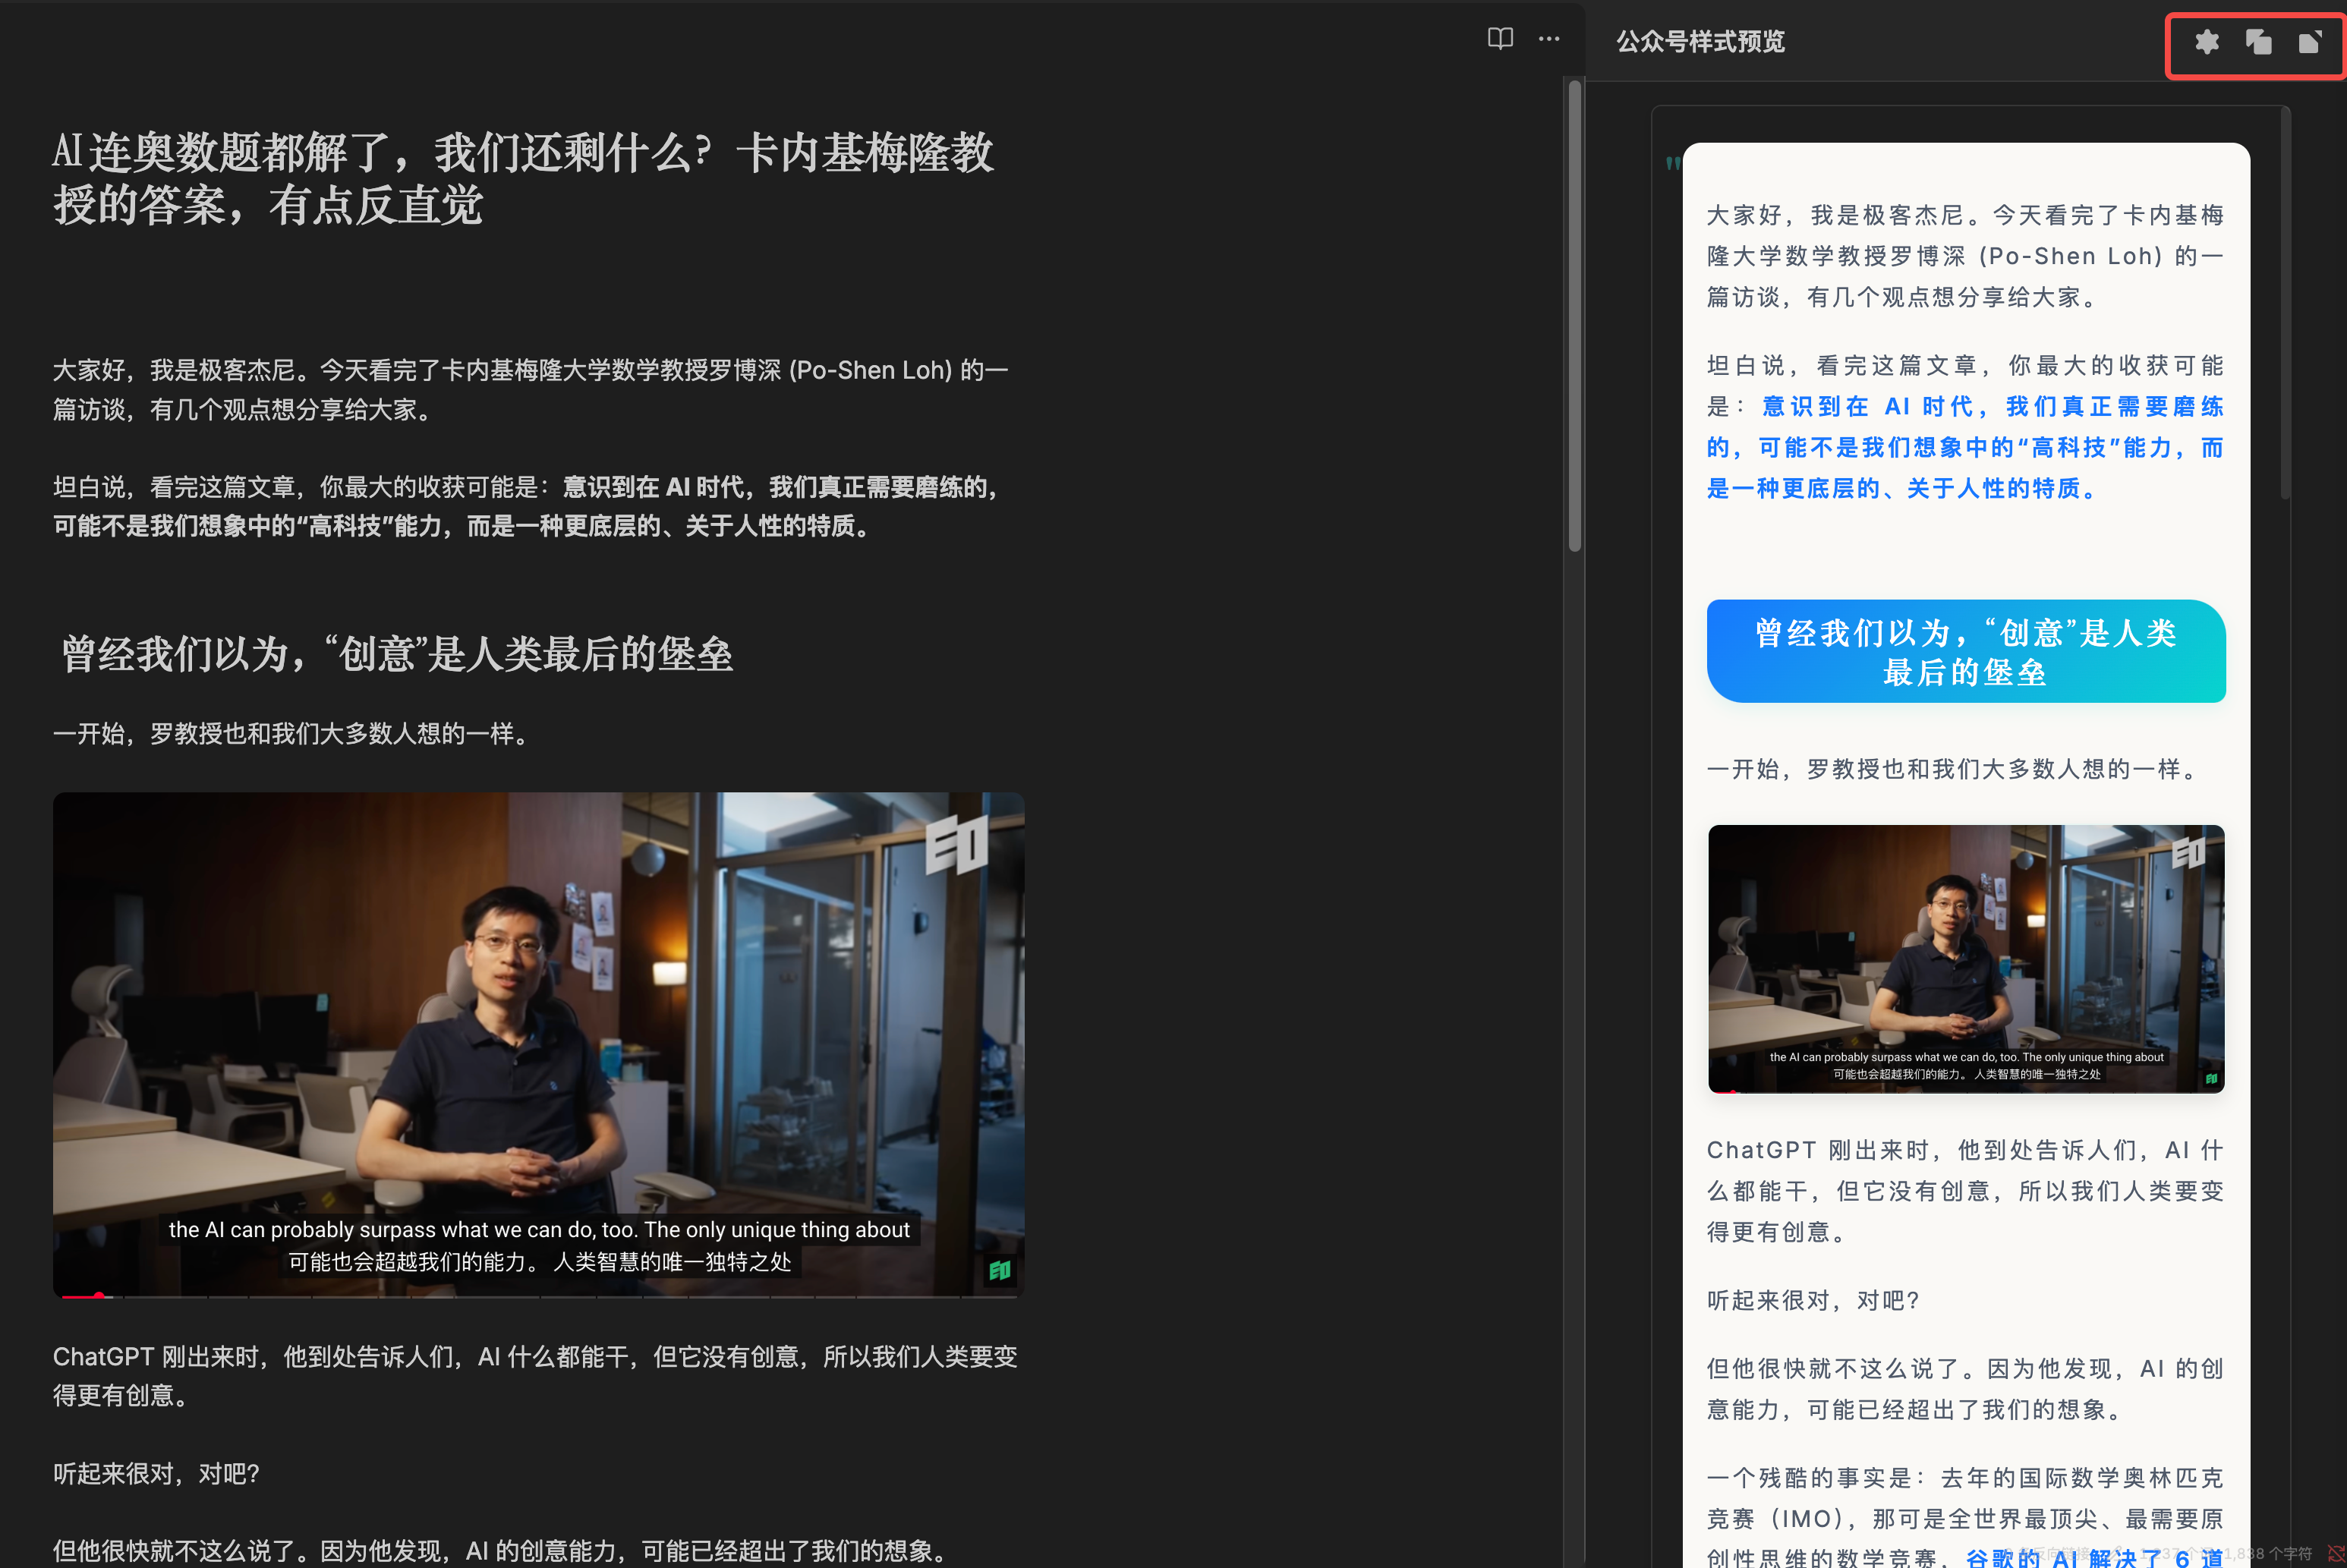 AI 连奥数题都解了，我们还剩什么？卡内基梅隆教
授的答案，有点反直觉
大家好，我是极客杰尼。今天看完了卡内基梅隆大学数学教授罗博深 (Po-Shen Loh) 的一
篇访谈，有几个观点想分享给大家。
坦白说，看完这篇文章，你最大的收获可能是：意识到在 AI 时代，我们真正需要磨练的，
可能不是我们想象中的“高科技”能力，而是一种更底层的、关于人性的特质。
曾经我们以为，“创意”是人类最后的堡垒
一开始，罗教授也和我们大多数人想的一样。
EO
the AI can probably surpass what we can do, too. The only unique thing about
可能也会超越我们的能力。 人类智慧的唯一独特之处
EO
ChatGPT 刚出来时，他到处告诉人们，AI 什么都能干，但它没有创意，所以我们人类要变
得更有创意。
听起来很对，对吧？
但他很快就不这么说了。因为他发现，AI 的创意能力，可能已经超出了我们的想象。
公众号样式预览
"
大家好，我是极客杰尼。今天看完了卡内基梅
隆大学数学教授罗博深 (Po-Shen Loh) 的一
篇访谈，有几个观点想分享给大家。
坦白说，看完这篇文章，你最大的收获可能
是：意识到在 AI 时代，我们真正需要磨练
的，可能不是我们想象中的“高科技”能力，而
是一种更底层的、关于人性的特质。
曾经我们以为，“创意”是人类
最后的堡垒
一开始，罗教授也和我们大多数人想的一样。
EO
the AI can probably surpass what we can do, too. The only unique thing about
可能也会超越我们的能力。 人类智慧的唯一独特之处
EO
ChatGPT 刚出来时，他到处告诉人们，AI 什
么都能干，但它没有创意，所以我们人类要变
得更有创意。
听起来很对，对吧？
但他很快就不这么说了。因为他发现，AI 的创
意能力，可能已经超出了我们的想象。
一个残酷的事实是：去年的国际数学奥林匹克
竞赛（IMO），那可是全世界最顶尖、最需要原
创性思维的数学竞赛，谷歌的 AI 解决了 6 道
个字符